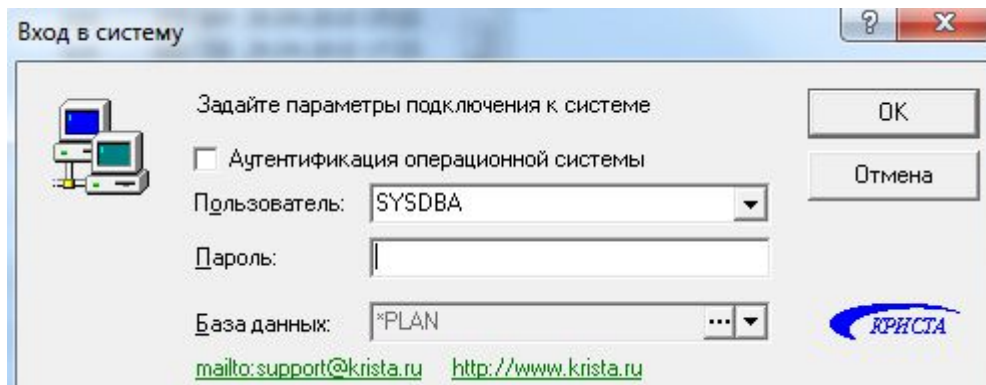 Вход в систему
Задайте параметры подключения к системе
OK
Аутентификация операционной системы
Отмена
Пользователь: SYSDBA
Пароль:
База данных: *PLAN ...
КРИСТА
mailto:support@krista.ru http://www.krista.ru